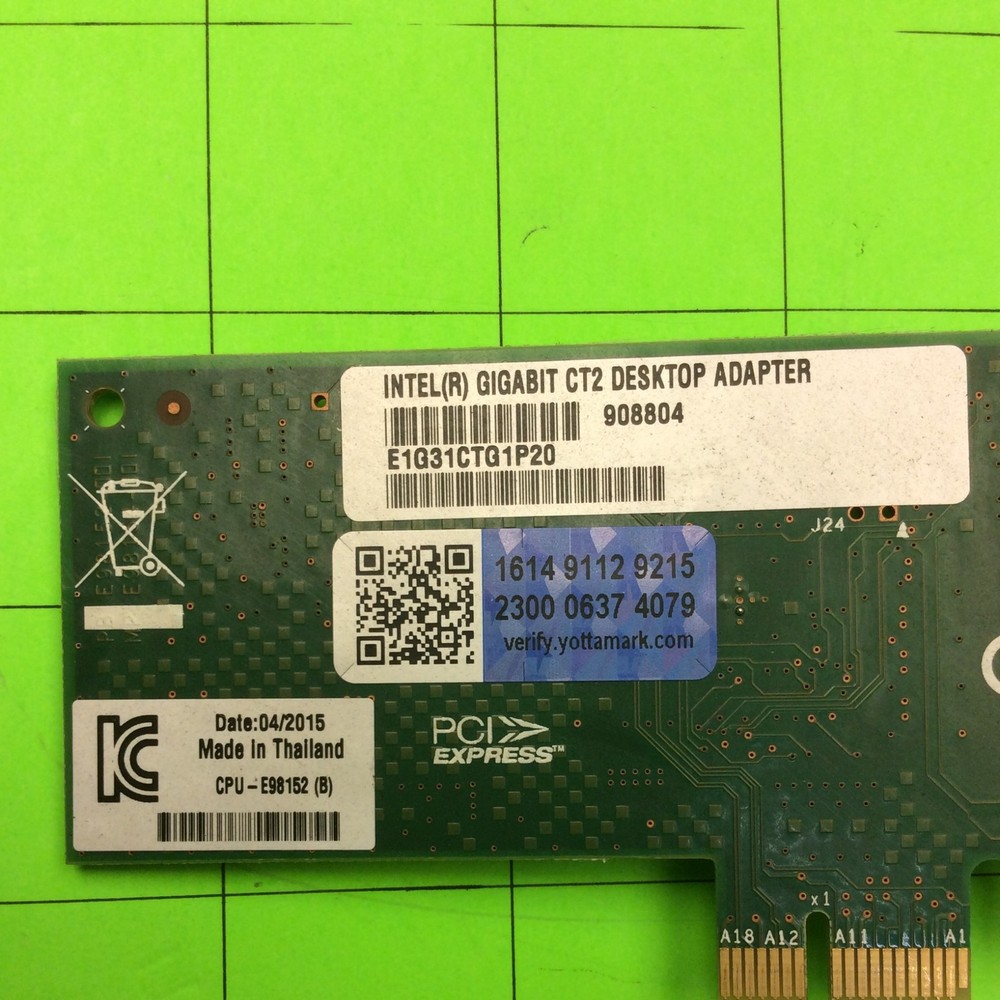 INTEL(R) GIGABIT CT2 DESKTOP ADAPTER
908804
E1G31CTG1P20
J24
1614 9112 9215
2300 0637 4079
verify.yottamark.com
Date:04/2015
Made in Thailand
CPU-E98152 (B)
PCI
EXPRESS™
x1
A18 A12 A11 A1